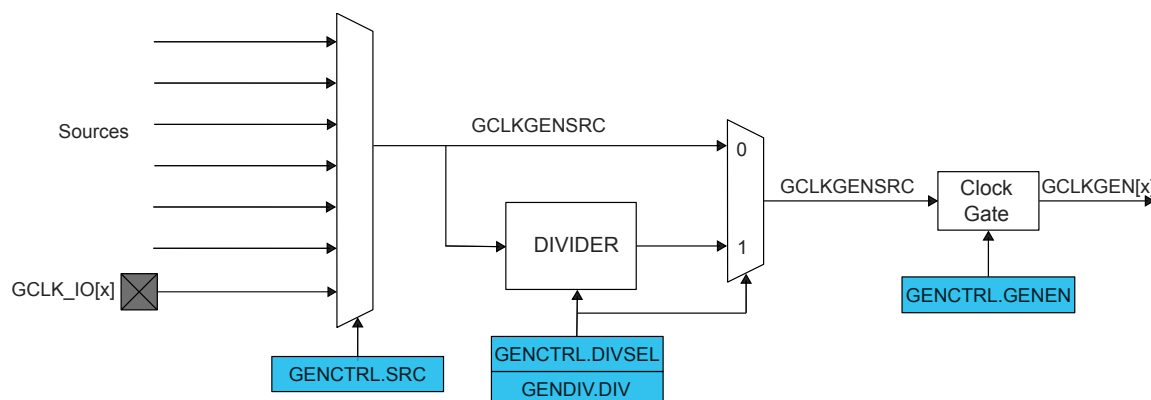 Sources
GCLK_IO[x]
GENCTRL.SRC
GCLKGENSRC
DIVIDER
GENCTRL.DIVSEL
GENDIV.DIV
0
1
GCLKGENSRC
Clock
Gate
GENCTRL.GENEN
GCLKGEN[x]